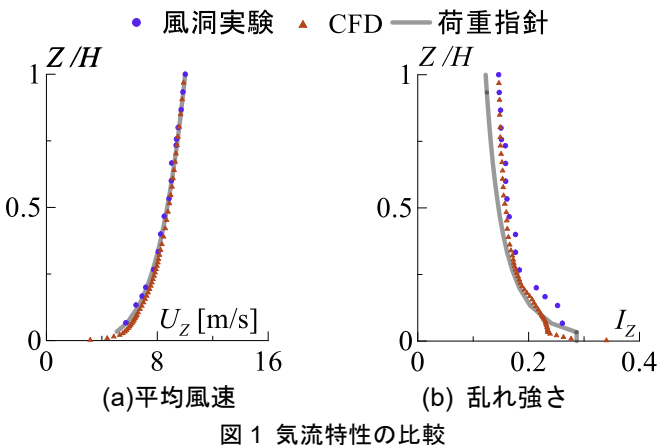 風洞実験 CFD 荷重指針
Z /H
1
0.5
0
U_Z [m/s]
0 8 16
(a)平均風速
Z /H
1
0.5
0
I_Z
0 0.2 0.4
(b) 乱れ強さ
図 1 気流特性の比較